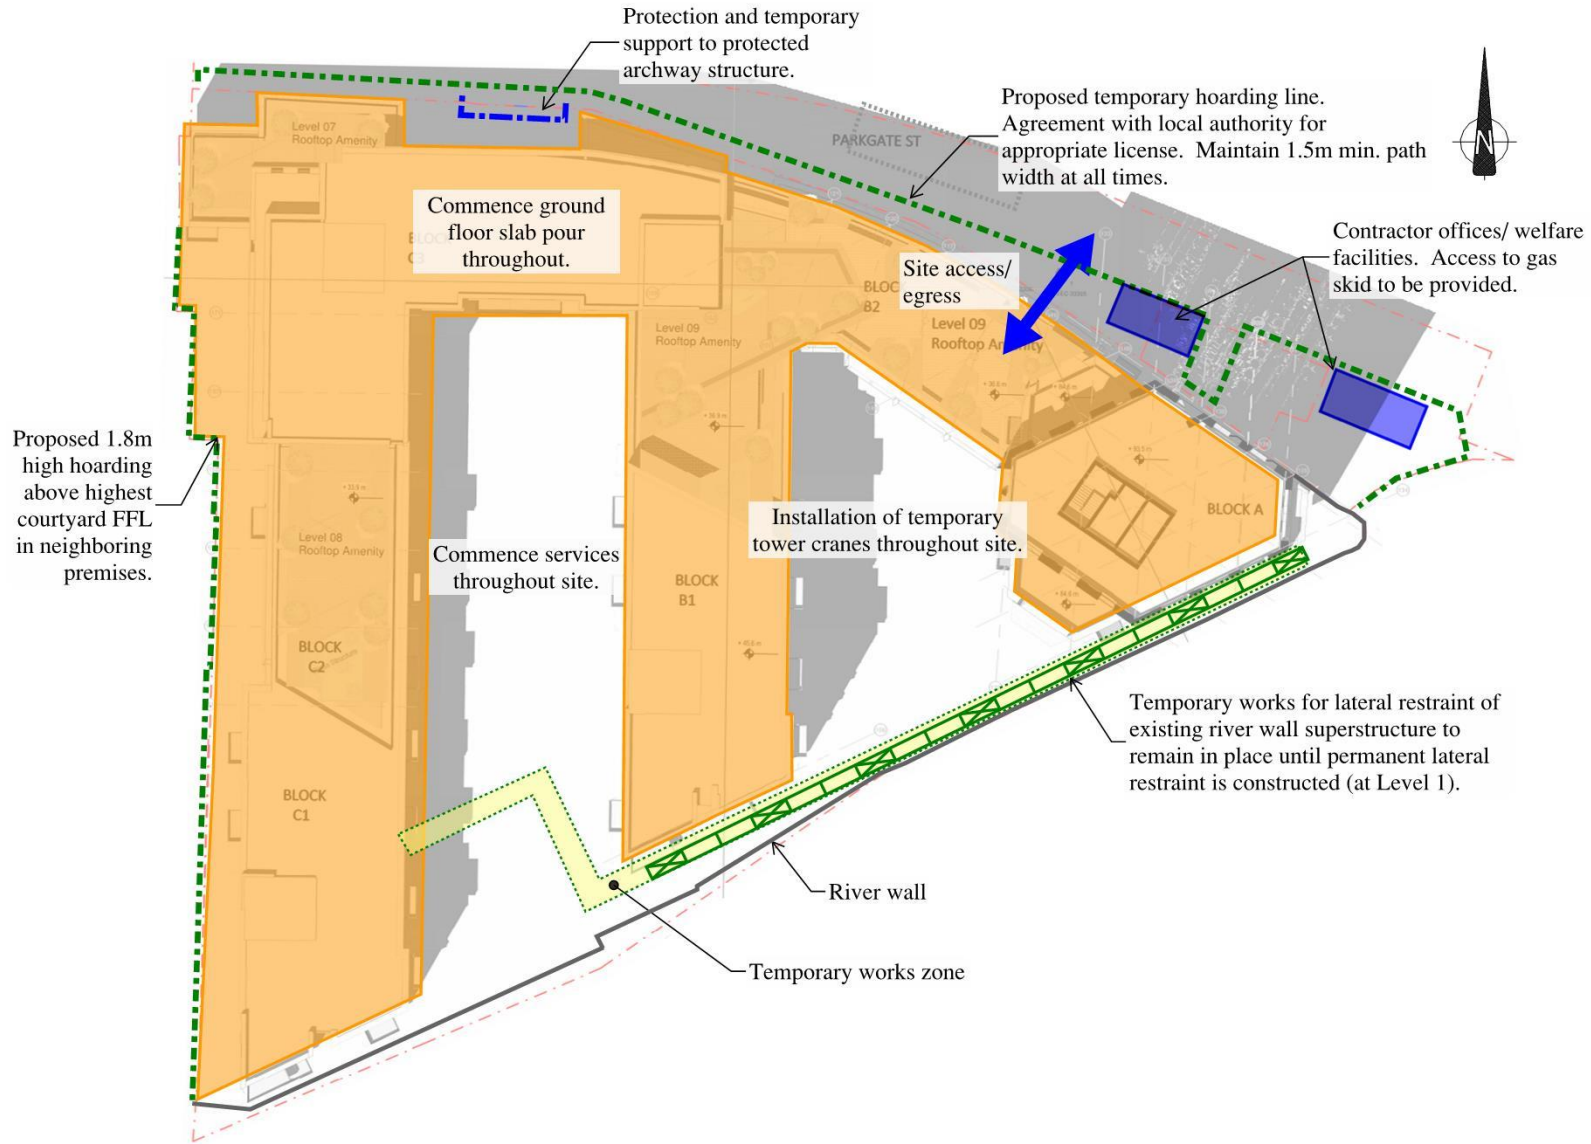 Protection and temporary
support to protected
archway structure.
Proposed temporary hoarding line.
Agreement with local authority for
appropriate license.  Maintain 1.5m min. path
width at all times.
N
PARKGATE ST
Level 07
Rooftop Amenity
Commence ground
floor slab pour
throughout.
BLOCK
C3
Site access/
egress
Contractor offices/ welfare
facilities.  Access to gas
skid to be provided.
BLOCK
B2
Level 09
Rooftop Amenity
Level 09
Rooftop Amenity
Proposed 1.8m
high hoarding
above highest
courtyard FFL
in neighboring
premises.
Level 08
Rooftop Amenity
Commence services
throughout site.
Installation of temporary
tower cranes throughout site.
BLOCK A
BLOCK
B1
BLOCK
C2
Temporary works for lateral restraint of
existing river wall superstructure to
remain in place until permanent lateral
restraint is constructed (at Level 1).
BLOCK
C1
River wall
Temporary works zone